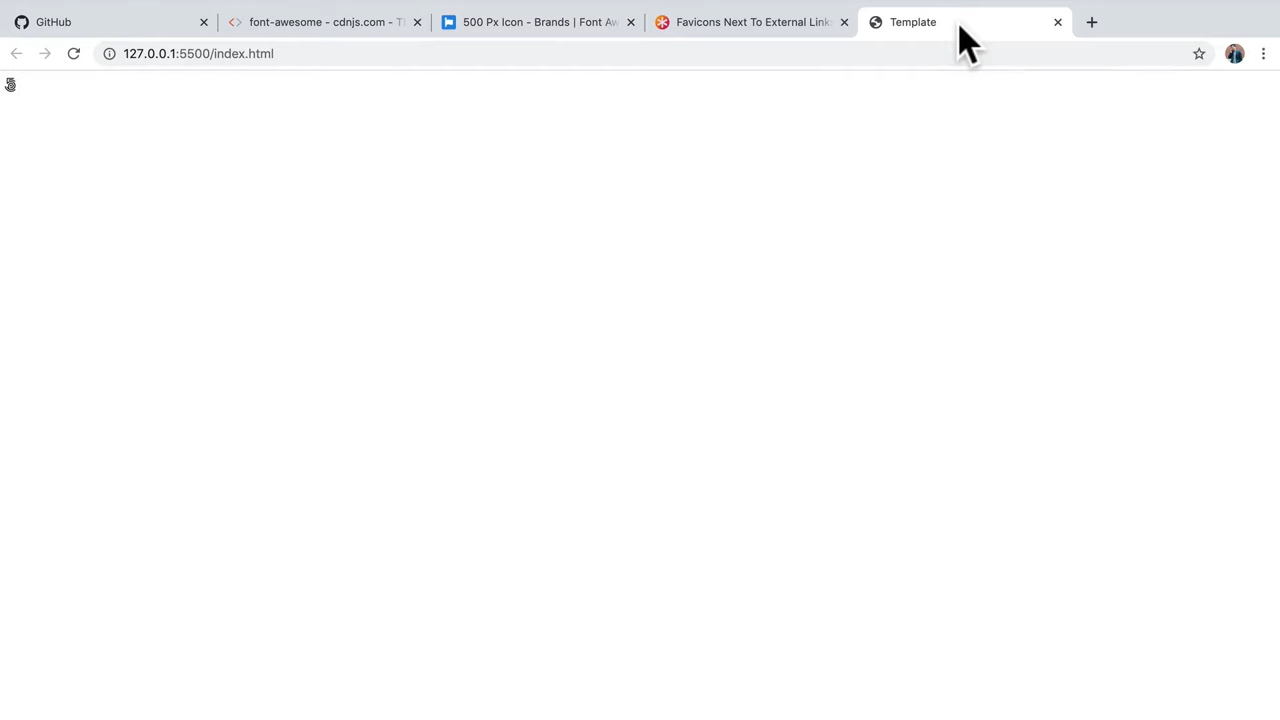 GitHub
font-awesome - cdnjs.com - T
500 Px Icon - Brands | Font Aw
Favicons Next To External Link
Template
127.0.0.1:5500/index.html